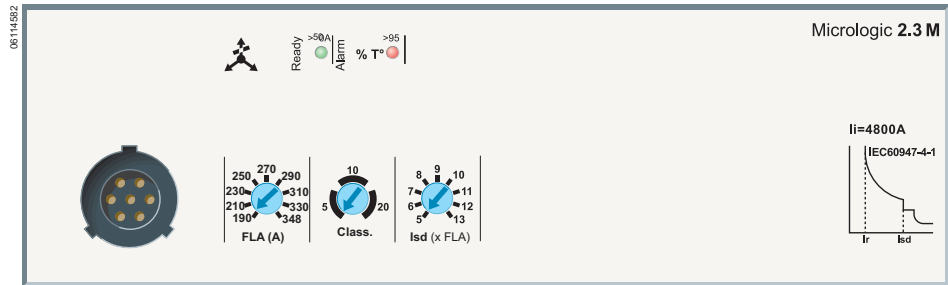 06114582
Micrologic 2.3 M
Ready
>50A
Alarm
% T°
>95
Ii=4800A
IEC60947-4-1
Ir
Isd
190
210
230
250
270
290
310
330
348
FLA (A)
5
10
20
Class.
5
6
7
8
9
10
11
12
13
Isd (x FLA)